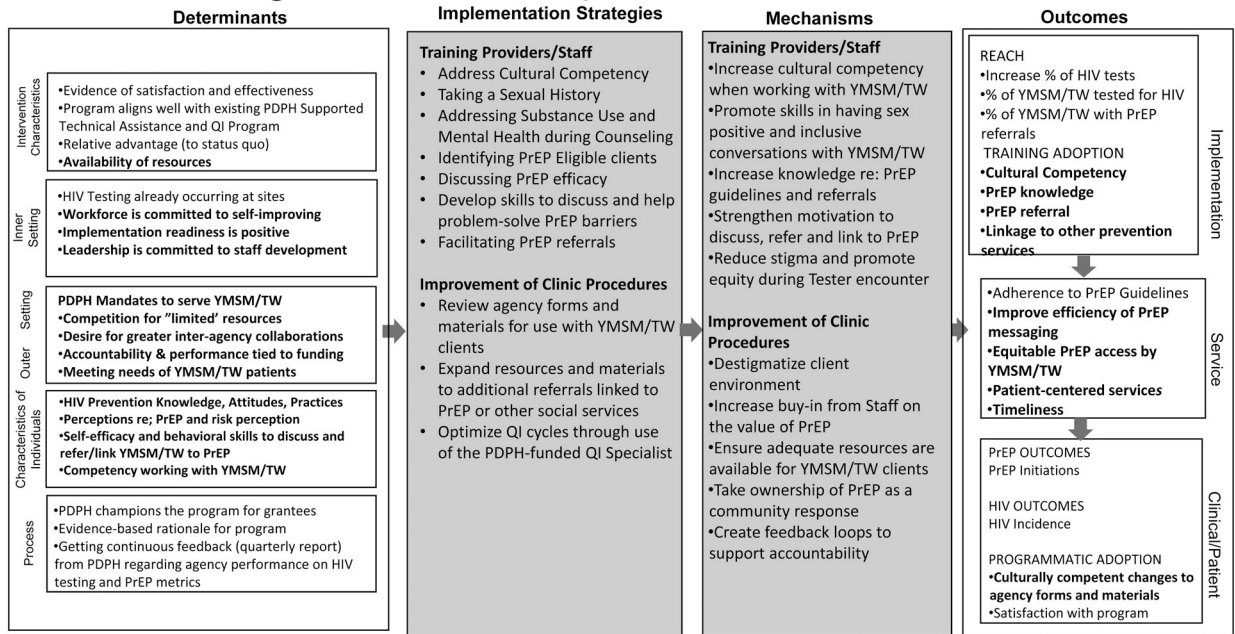 Determinants
Intervention
Characteristics
•Evidence of satisfaction and effectiveness
•Program aligns well with existing PDPH Supported
Technical Assistance and QI Program
•Relative advantage (to status quo)
•Availability of resources
Inner
Setting
•HIV Testing already occurring at sites
•Workforce is committed to self-improving
•Implementation readiness is positive
•Leadership is committed to staff development
Outer Setting
PDPH Mandates to serve YMSM/TW
•Competition for ”limited’ resources
•Desire for greater inter-agency collaborations
•Accountability & performance tied to funding
•Meeting needs of YMSM/TW patients
Characteristics of
Individuals
•HIV Prevention Knowledge, Attitudes, Practices
•Perceptions re; PrEP and risk perception
•Self-efficacy and behavioral skills to discuss and
refer/link YMSM/TW to PrEP
•Competency working with YMSM/TW
Process
•PDPH champions the program for grantees
•Evidence-based rationale for program
•Getting continuous feedback (quarterly report)
from PDPH regarding agency performance on HIV
testing and PrEP metrics
Implementation Strategies
Training Providers/Staff
• Address Cultural Competency
• Taking a Sexual History
• Addressing Substance Use and
Mental Health during Counseling
• Identifying PrEP Eligible clients
• Discussing PrEP efficacy
• Develop skills to discuss and help
problem-solve PrEP barriers
• Facilitating PrEP referrals
Improvement of Clinic Procedures
• Review agency forms and
materials for use with YMSM/TW
clients
• Expand resources and materials
to additional referrals linked to
PrEP or other social services
• Optimize QI cycles through use
of the PDPH-funded QI Specialist
Mechanisms
Training Providers/Staff
•Increase cultural competency
when working with YMSM/TW
•Promote skills in having sex
positive and inclusive
conversations with YMSM/TW
•Increase knowledge re: PrEP
guidelines and referrals
•Strengthen motivation to
discuss, refer and link to PrEP
•Reduce stigma and promote
equity during Tester encounter
Improvement of Clinic
Procedures
•Destigmatize client
environment
•Increase buy-in from Staff on
the value of PrEP
•Ensure adequate resources are
available for YMSM/TW clients
•Take ownership of PrEP as a
community response
•Create feedback loops to
support accountability
Outcomes
REACH
•Increase % of HIV tests
•% of YMSM/TW tested for HIV
•% of YMSM/TW with PrEP
referrals
TRAINING ADOPTION
•Cultural Competency
•PrEP knowledge
•PrEP referral
•Linkage to other prevention
services
Implementation
•Adherence to PrEP Guidelines
•Improve efficiency of PrEP
messaging
•Equitable PrEP access by
YMSM/TW
•Patient-centered services
•Timeliness
Service
PrEP OUTCOMES
PrEP Initiations
HIV OUTCOMES
HIV Incidence
PROGRAMMATIC ADOPTION
•Culturally competent changes to
agency forms and materials
•Satisfaction with program
Clinical/Patient